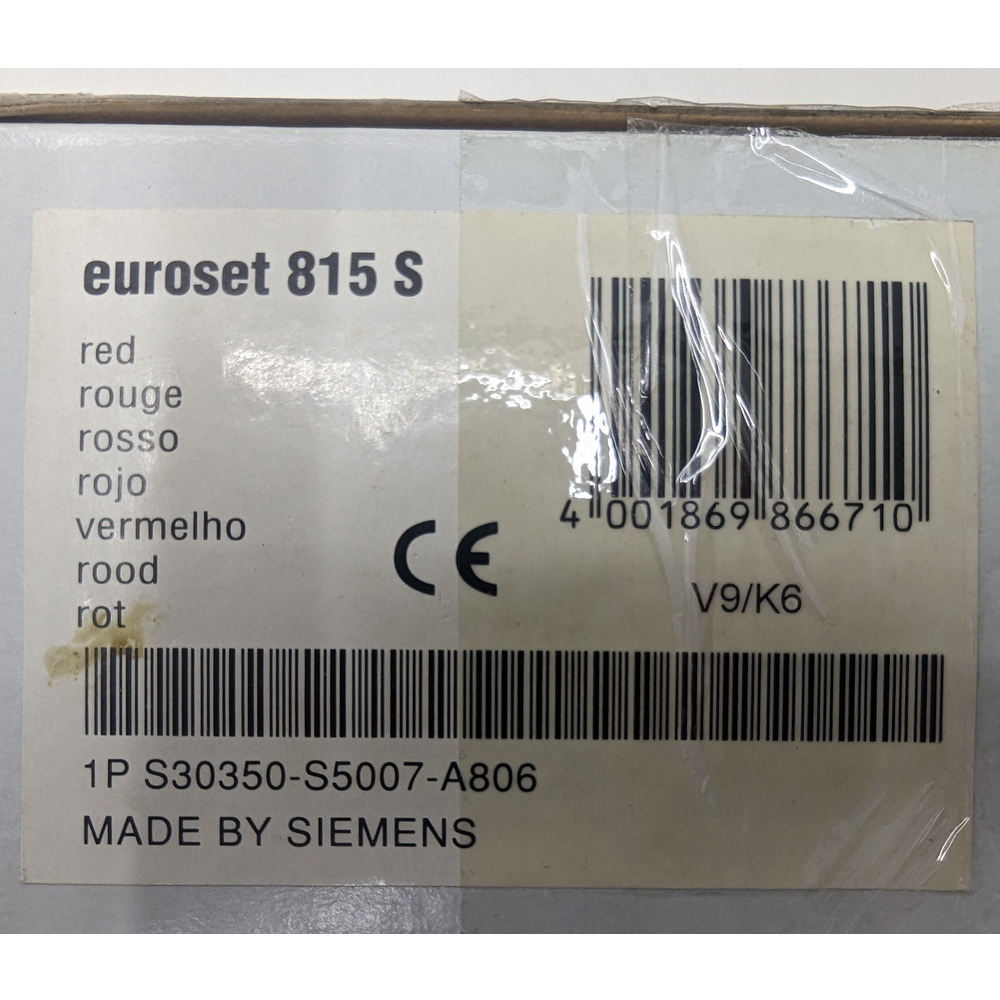 euroset 815 S
red
rouge
rosso
rojo
vermelho
rood
rot
CE
4 001869 866710
V9/K6
1P S30350-S5007-A806
MADE BY SIEMENS